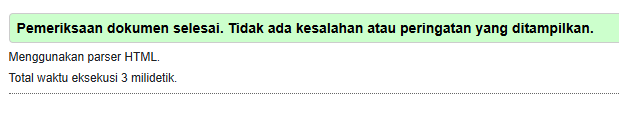 Pemeriksaan dokumen selesai. Tidak ada kesalahan atau peringatan yang ditampilkan.
Menggunakan parser HTML.
Total waktu eksekusi 3 milidetik.